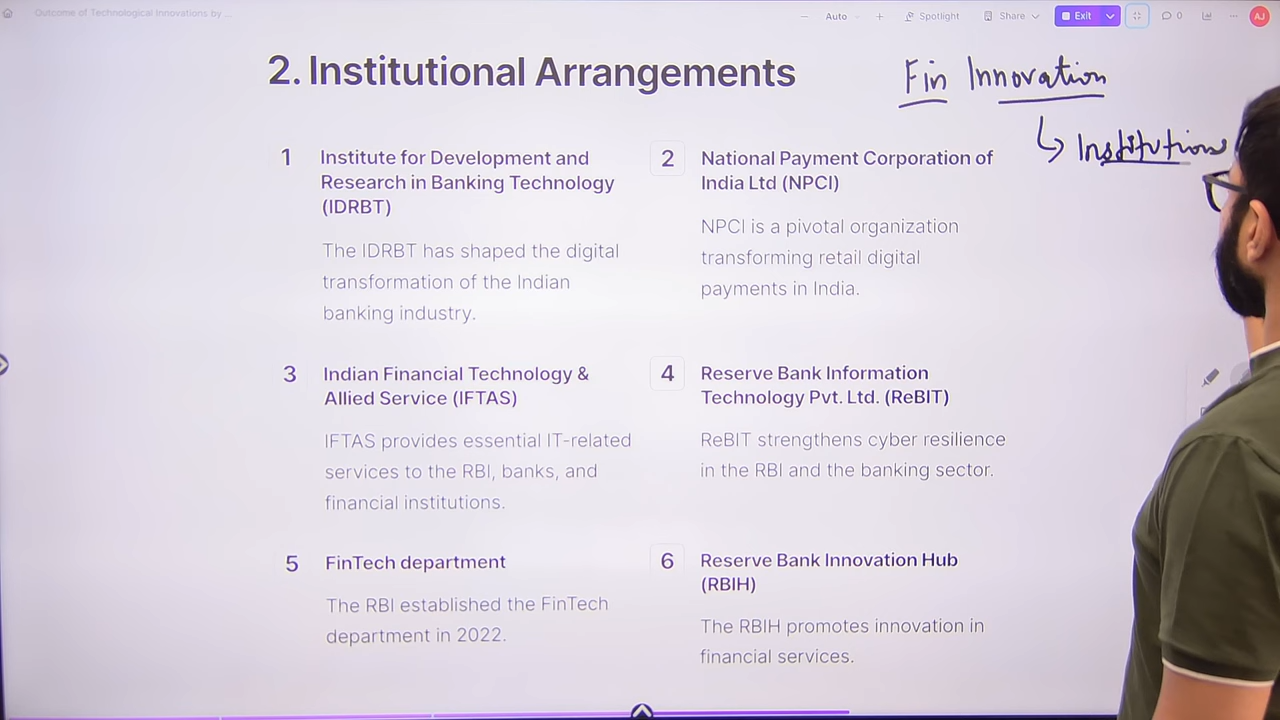 Outcome of Technological Innovations by ...
Auto
Spotlight
Share
Exit
0
AJ
2. Institutional Arrangements
Fin Innovation
↳ Institutions
1
Institute for Development and
Research in Banking Technology
(IDRBT)
The IDRBT has shaped the digital
transformation of the Indian
banking industry.
2
National Payment Corporation of
India Ltd (NPCI)
NPCI is a pivotal organization
transforming retail digital
payments in India.
3
Indian Financial Technology &
Allied Service (IFTAS)
IFTAS provides essential IT-related
services to the RBI, banks, and
financial institutions.
4
Reserve Bank Information
Technology Pvt. Ltd. (ReBIT)
ReBIT strengthens cyber resilience
in the RBI and the banking sector.
5
FinTech department
The RBI established the FinTech
department in 2022.
6
Reserve Bank Innovation Hub
(RBIH)
The RBIH promotes innovation in
financial services.